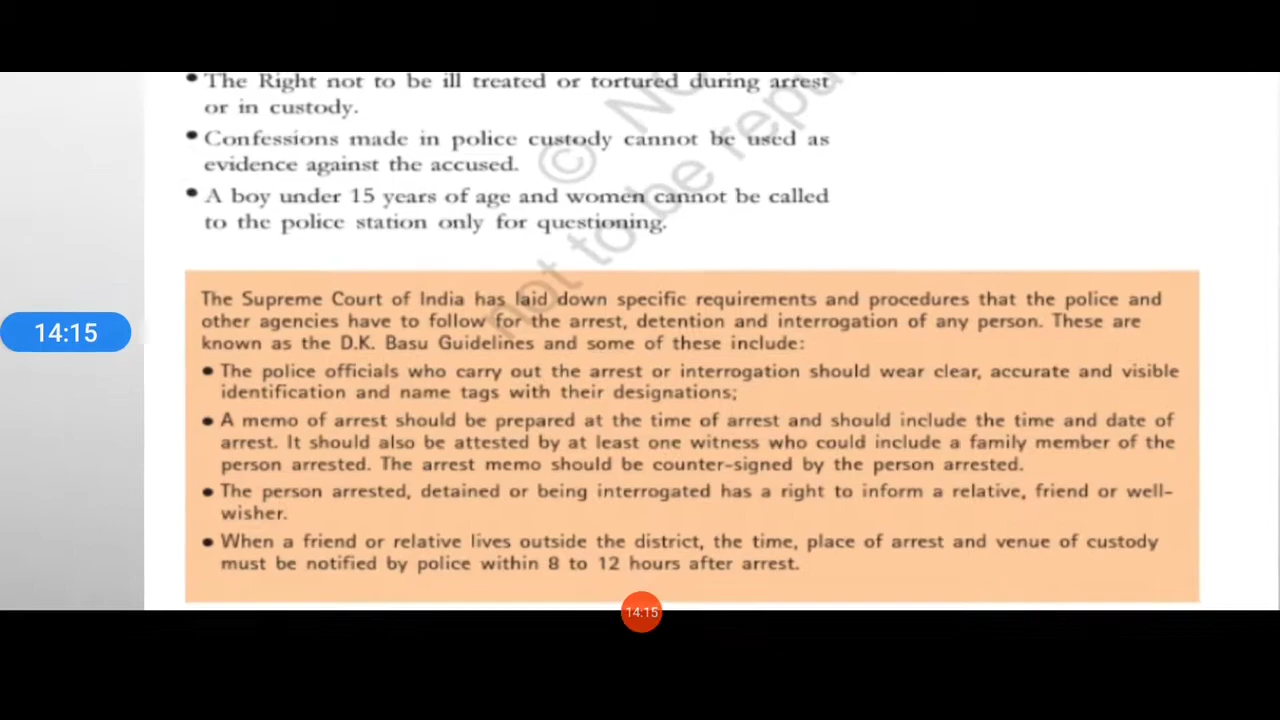 The Right not to be ill treated or tortured during arrest
or in custody.
Confessions made in police custody cannot be used as
evidence against the accused.
A boy under 15 years of age and women cannot be called
to the police station only for questioning.
© NC
not to be repu
14:15
The Supreme Court of India has laid down specific requirements and procedures that the police and
other agencies have to follow for the arrest, detention and interrogation of any person. These are
known as the D.K. Basu Guidelines and some of these include:
• The police officials who carry out the arrest or interrogation should wear clear, accurate and visible
identification and name tags with their designations;
• A memo of arrest should be prepared at the time of arrest and should include the time and date of
arrest. It should also be attested by at least one witness who could include a family member of the
person arrested. The arrest memo should be counter-signed by the person arrested.
• The person arrested, detained or being interrogated has a right to inform a relative, friend or well-
wisher.
• When a friend or relative lives outside the district, the time, place of arrest and venue of custody
must be notified by police within 8 to 12 hours after arrest.
14:15